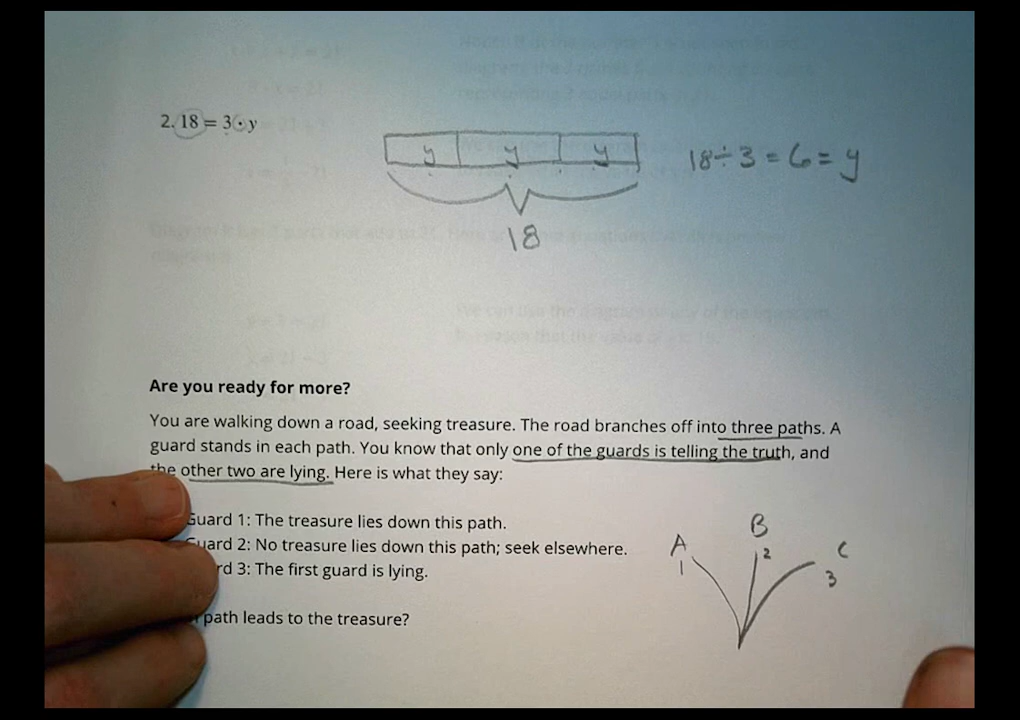 2. 18 = 3 · y
y y y
18 ÷ 3 = 6 = y
18
Are you ready for more?
You are walking down a road, seeking treasure. The road branches off into three paths. A
guard stands in each path. You know that only one of the guards is telling the truth, and
the other two are lying. Here is what they say:
Guard 1: The treasure lies down this path.
Guard 2: No treasure lies down this path; seek elsewhere.
rd 3: The first guard is lying.
path leads to the treasure?
A B C
1 2 3